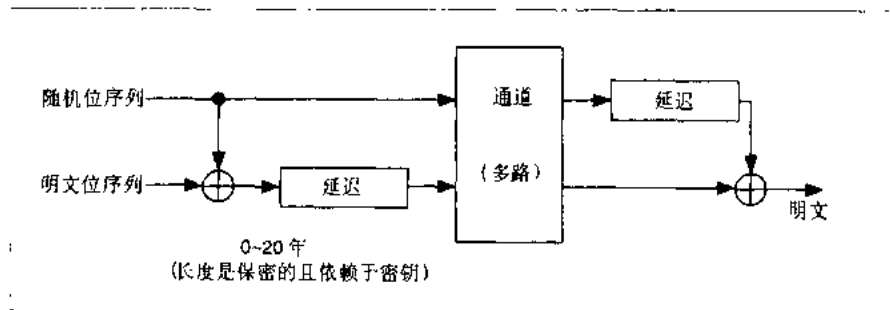 随机位序列
通道
延迟
明文位序列
延迟
(多路)
明文
0~20 年
(长度是保密的且依赖于密钥)